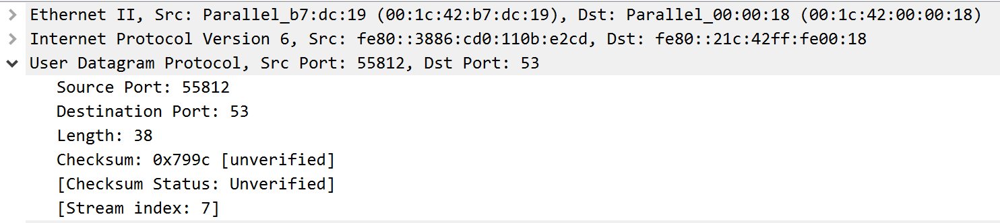 Ethernet II, Src: Parallel_b7:dc:19 (00:1c:42:b7:dc:19), Dst: Parallel_00:00:18 (00:1c:42:00:00:18)
Internet Protocol Version 6, Src: fe80::3886:cd0:110b:e2cd, Dst: fe80::21c:42ff:fe00:18
User Datagram Protocol, Src Port: 55812, Dst Port: 53
Source Port: 55812
Destination Port: 53
Length: 38
Checksum: 0x799c [unverified]
[Checksum Status: Unverified]
[Stream index: 7]